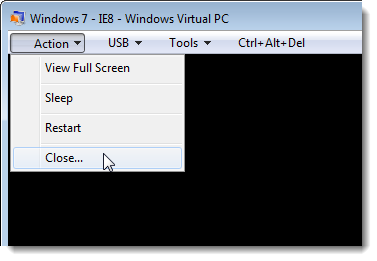 Windows 7 - IE8 - Windows Virtual PC
Action USB Tools Ctrl+Alt+Del
View Full Screen
Sleep
Restart
Close...